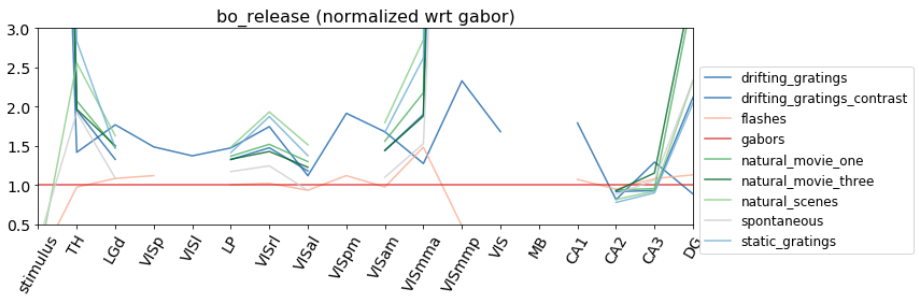 bo_release (normalized wrt gabor)
3.0
2.5
2.0
1.5
1.0
0.5
stimulus
TH
LGd
VISp
VISl
LP
VISrl
VISal
VISpm
VISam
VISmma
VISmmp
VIS
MB
CA1
CA2
CA3
DG
drifting_gratings
drifting_gratings_contrast
flashes
gabors
natural_movie_one
natural_movie_three
natural_scenes
spontaneous
static_gratings